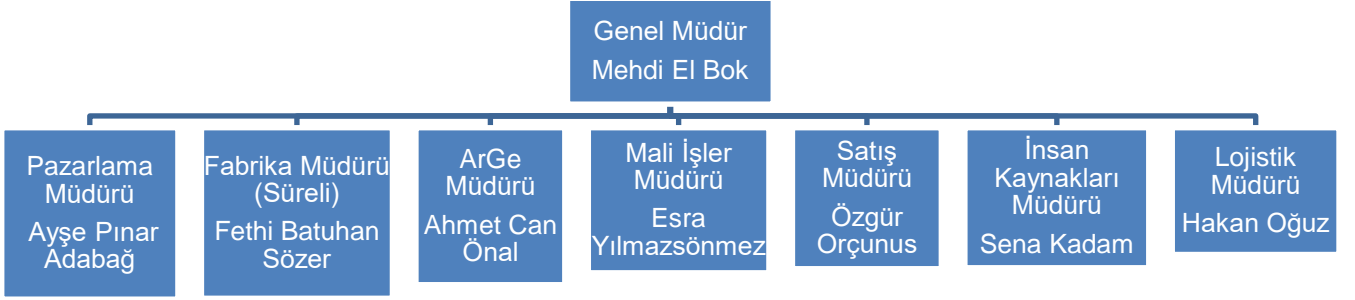 Genel Müdür
Mehdi El Bok
Pazarlama
Müdürü
Ayşe Pınar
Adabağ
Fabrika Müdürü
(Süreli)
Fethi Batuhan
Sözer
ArGe
Müdürü
Ahmet Can
Önal
Mali İşler
Müdürü
Esra
Yılmazsönmez
Satış
Müdürü
Özgür
Orçunus
İnsan
Kaynakları
Müdürü
Sena Kadam
Lojistik
Müdürü
Hakan Oğuz